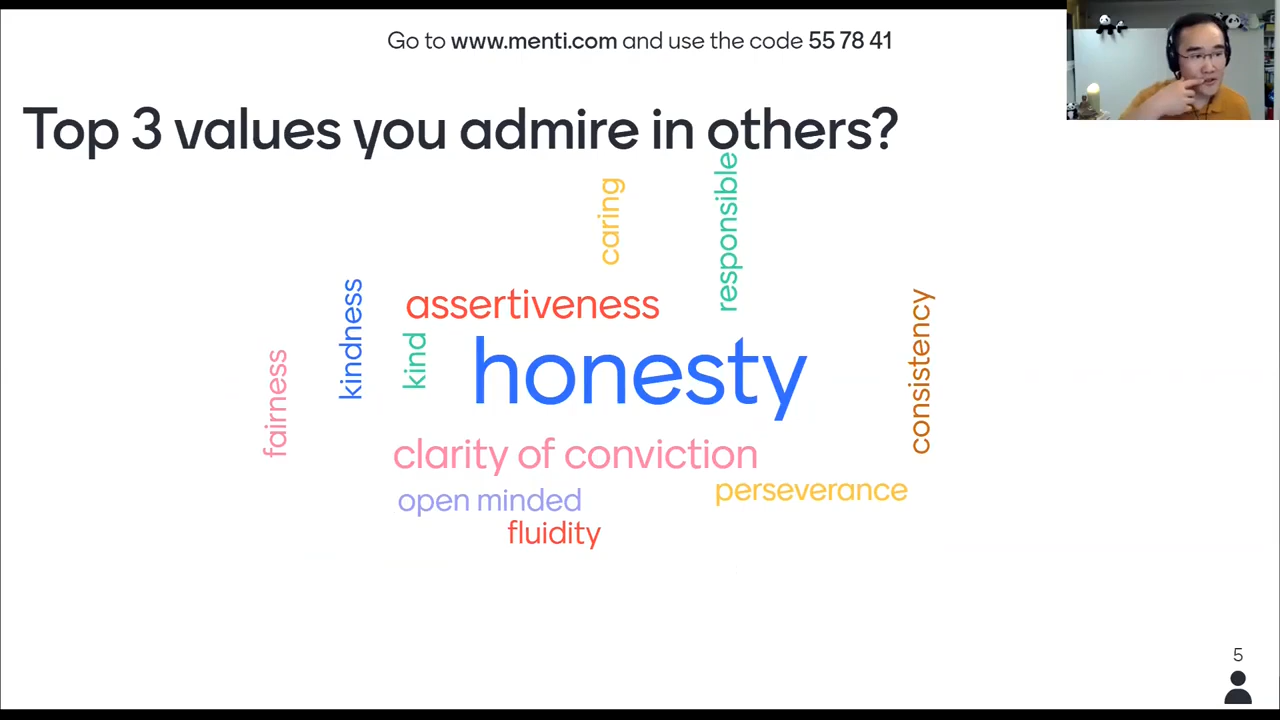 Go to www.menti.com and use the code 55 78 41
Top 3 values you admire in others?
caring
responsible
assertiveness
kindness
kind
honesty
fairness
consistency
clarity of conviction
open minded
perseverance
fluidity
5